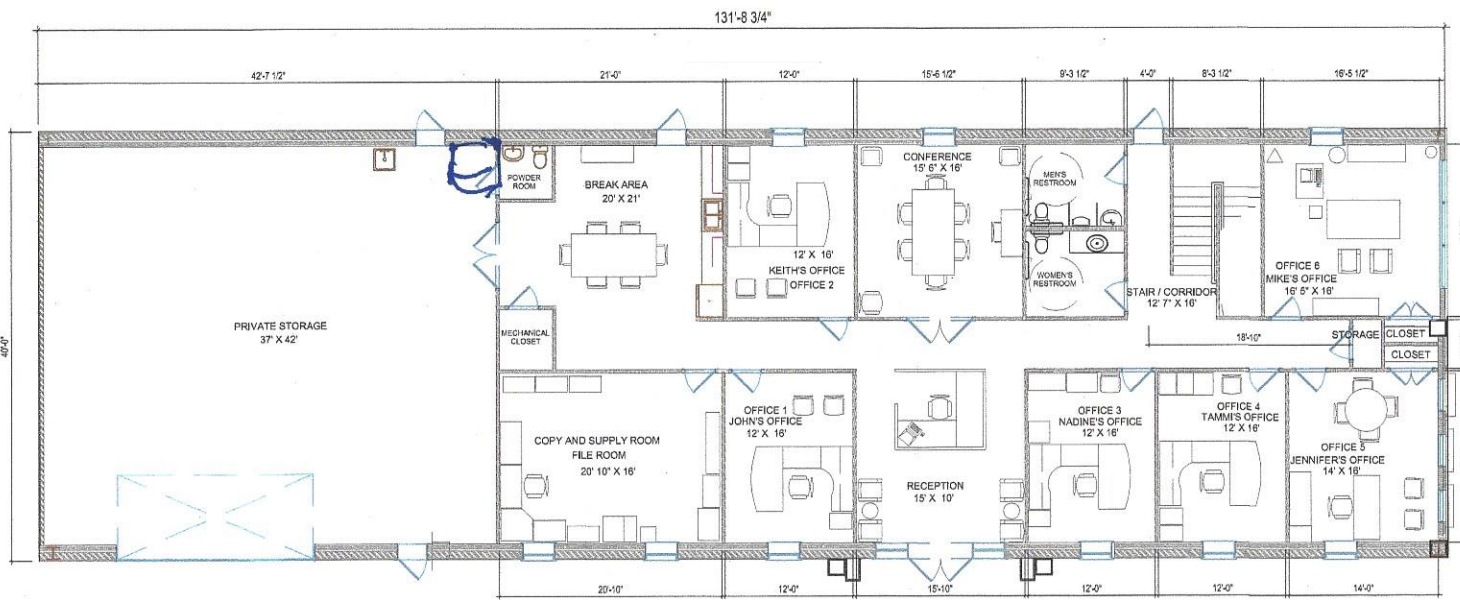 131'-8 3/4"
42'-7 1/2"
21'-0"
12'-0"
15'-6 1/2"
9'-3 1/2"
4'-0"
8'-3 1/2"
16'-5 1/2"
40'-0"
POWDER
ROOM
BREAK AREA
20' X 21'
12' X 16'
KEITH'S OFFICE
OFFICE 2
CONFERENCE
15' 6" X 16'
MEN'S
RESTROOM
WOMEN'S
RESTROOM
STAIR / CORRIDOR
12' 7" X 16'
OFFICE 6
MIKE'S OFFICE
16' 5" X 16'
PRIVATE STORAGE
37' X 42'
MECHANICAL
CLOSET
18'-10"
STORAGE
CLOSET
CLOSET
COPY AND SUPPLY ROOM
FILE ROOM
20' 10" X 16'
OFFICE 1
JOHN'S OFFICE
12' X 16'
RECEPTION
15' X 10'
OFFICE 3
NADINE'S OFFICE
12' X 16'
OFFICE 4
TAMMI'S OFFICE
12' X 16'
OFFICE 5
JENNIFER'S OFFICE
14' X 16'
20'-10"
12'-0"
15'-10"
12'-0"
12'-0"
14'-0"